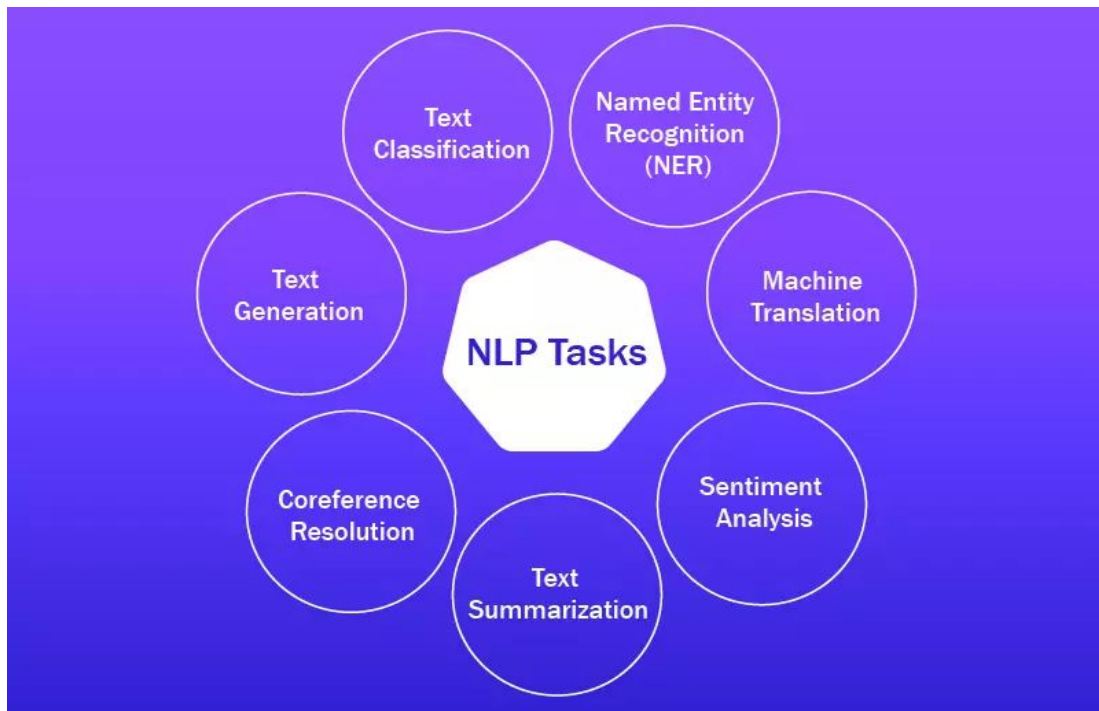 Text
Classification
Named Entity
Recognition
(NER)
Text
Generation
Machine
Translation
NLP Tasks
Coreference
Resolution
Sentiment
Analysis
Text
Summarization